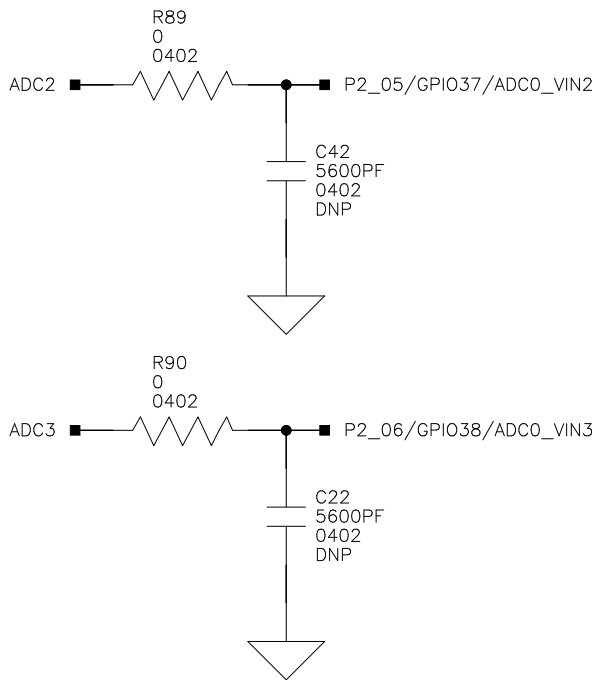 R89
0
0402
ADC2
P2_05/GPIO37/ADC0_VIN2
C42
5600PF
0402
DNP
R90
0
0402
ADC3
P2_06/GPIO38/ADC0_VIN3
C22
5600PF
0402
DNP